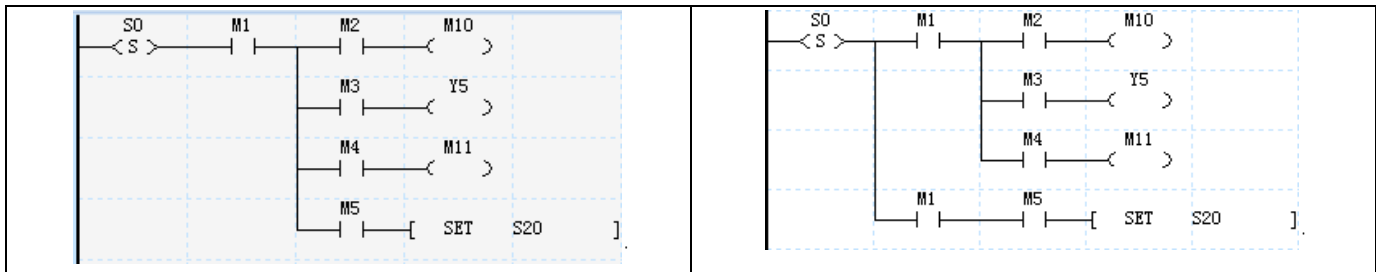 S0 M1 M2 M10
S
M3 Y5
M4 M11
M5
[ SET S20 ]
.
S0 M1 M2 M10
S
M3 Y5
M4 M11
M1 M5
[ SET S20 ]
.